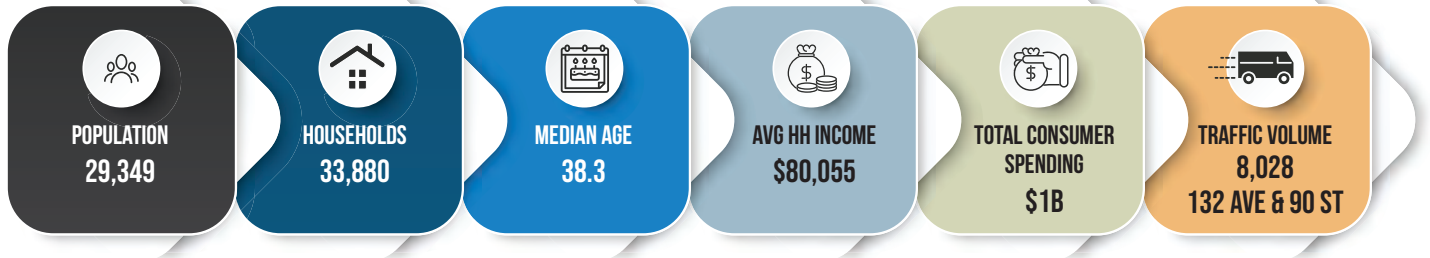 POPULATION
29,349
HOUSEHOLDS
33,880
MEDIAN AGE
38.3
AVG HH INCOME
$80,055
TOTAL CONSUMER
SPENDING
$1B
TRAFFIC VOLUME
8,028
132 AVE & 90 ST